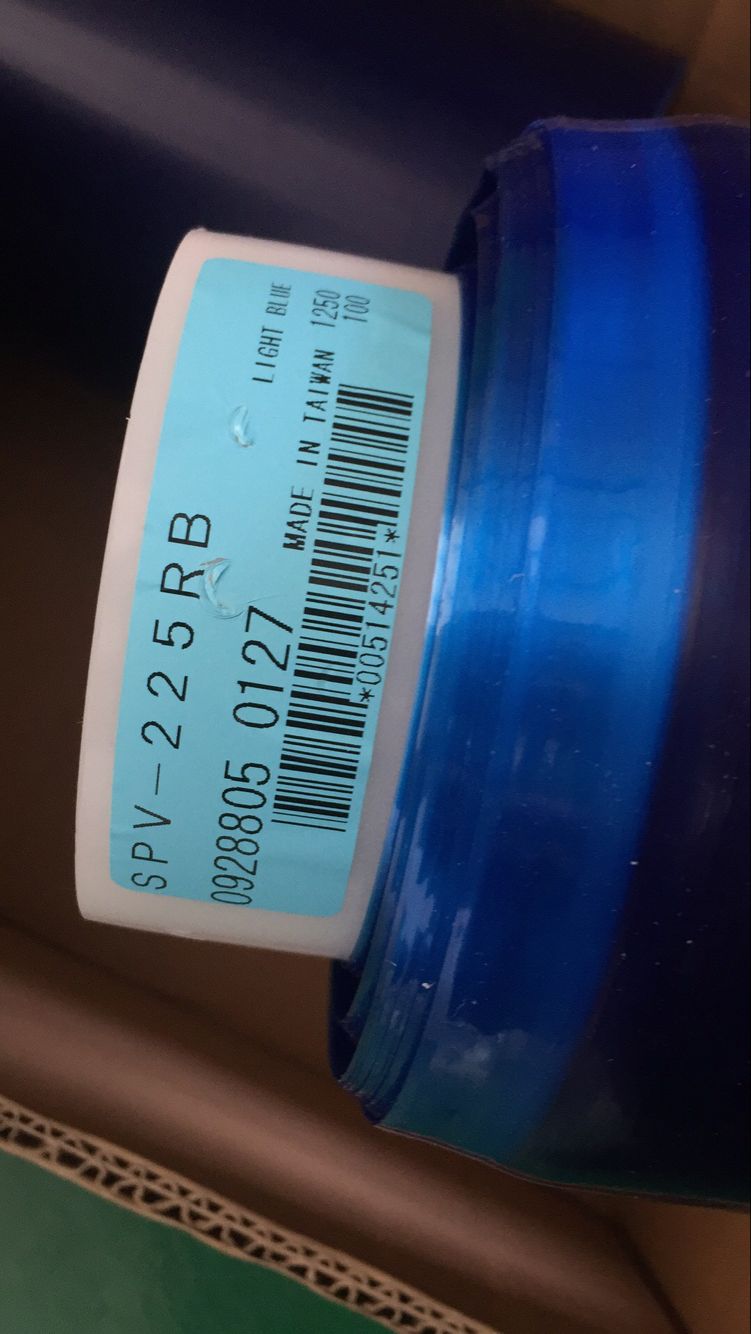 SPV-225RB
LIGHT BLUE
0928805 0127
MADE IN TAIWAN 1250
100
*00514251*